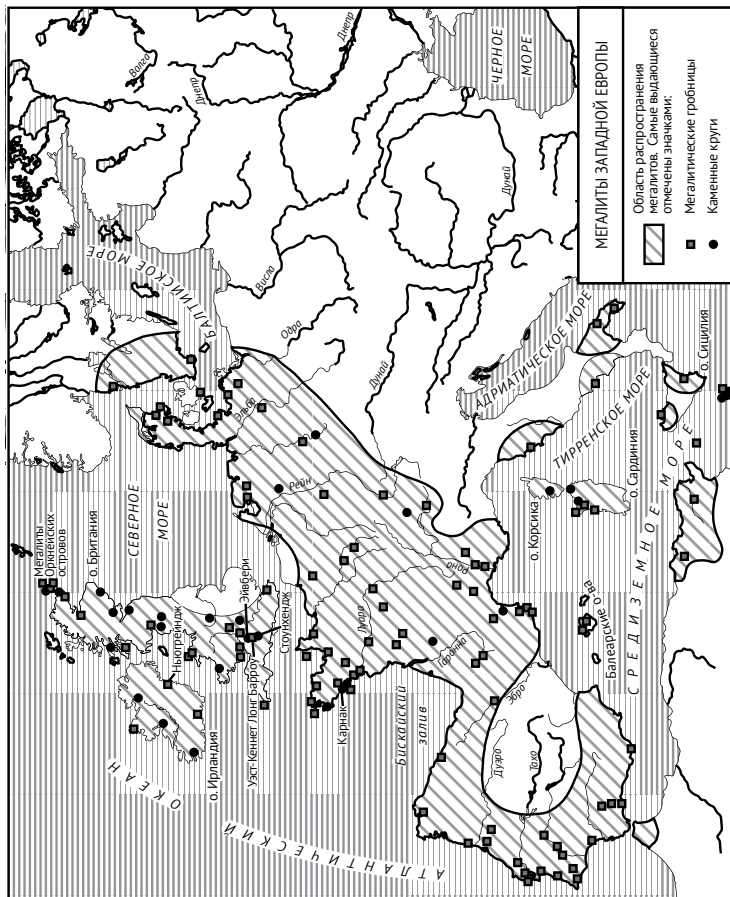 МЕГАЛИТЫ ЗАПАДНОЙ ЕВРОПЫ
Область распространения
мегалитов. Самые выдающиеся
отмечены значками:
Мегалитические гробницы
Каменные круги
Мегалиты
Оркнейских
островов
о. Британия
СЕВЕРНОЕ
МОРЕ
БАЛТИЙСКОЕ МОРЕ
Волга
Днепр
Днепр
ЧЕРНОЕ
МОРЕ
Ньюгрейндж
о. Ирландия
Эйвбери
Стоунхендж
Уэст-Кеннет Лонг Барроу
Карнак
АТЛАНТИЧЕСКИЙ
ОКЕАН
Бискайский
залив
Висла
Одра
Эльба
Рейн
Дунай
Дунай
Луара
Гаронна
Рона
Эбро
Дуэро
Тахо
АДРИАТИЧЕСКОЕ МОРЕ
ТИРРЕНСКОЕ МОРЕ
о. Корсика
о. Сардиния
о. Сицилия
Балеарские о-ва
СРЕДИЗЕМНОЕ МОРЕ